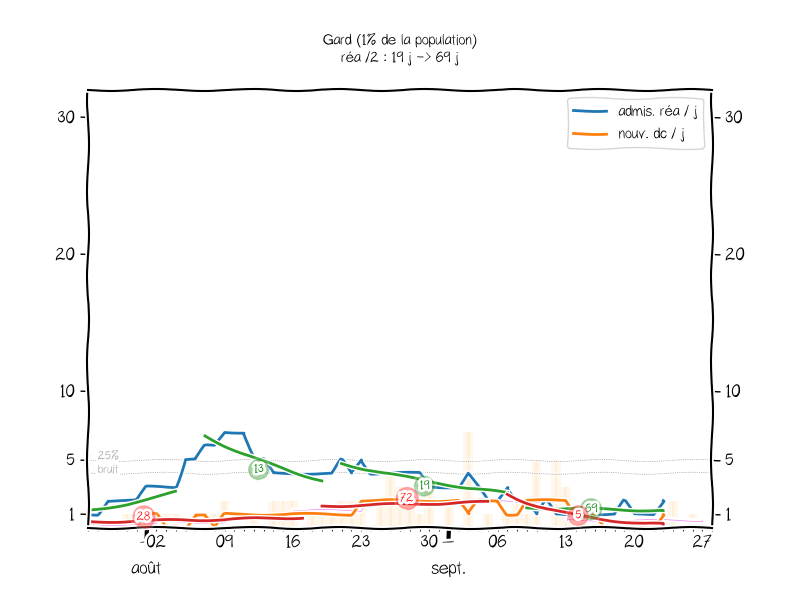 Gard (1% de la population)
réa /2 : 19 j -> 69 j
admis. réa / j
nouv. dc / j
30 30
20 20
10 10
25%
5 5
bruit
13
19
72
69
28
5
1 1
02 09 16 23 30 06 13 20 27
août sept.